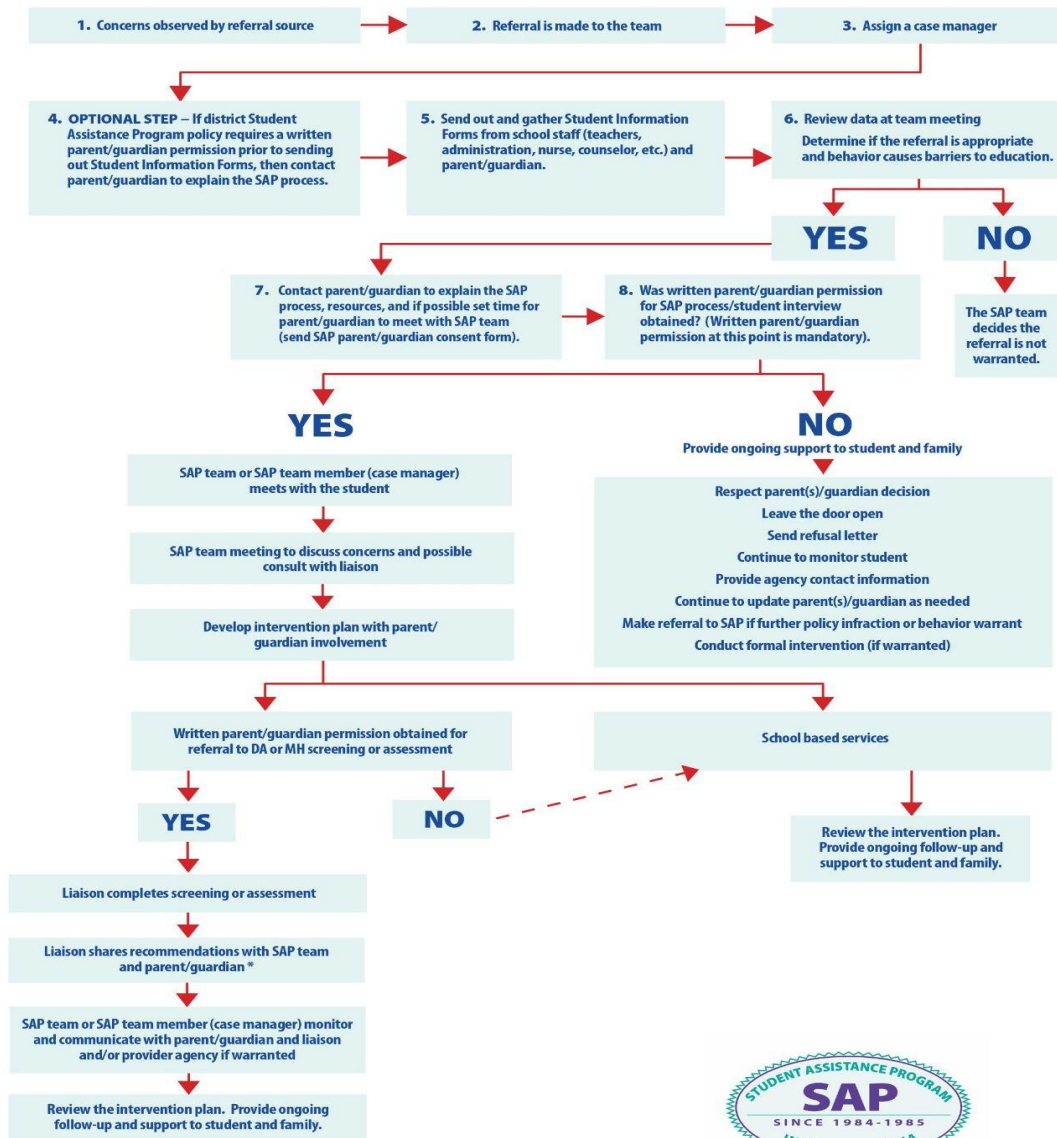 1. Concerns observed by referral source
2. Referral is made to the team
3. Assign a case manager
4. OPTIONAL STEP – If district Student
Assistance Program policy requires a written
parent/guardian permission prior to sending
out Student Information Forms, then contact
parent/guardian to explain the SAP process.
5. Send out and gather Student Information
Forms from school staff (teachers,
administration, nurse, counselor, etc.) and
parent/guardian.
6. Review data at team meeting
Determine if the referral is appropriate
and behavior causes barriers to education.
YES
NO
7. Contact parent/guardian to explain the SAP
process, resources, and if possible set time for
parent/guardian to meet with SAP team
(send SAP parent/guardian consent form).
8. Was written parent/guardian permission
for SAP process/student interview
obtained? (Written parent/guardian
permission at this point is mandatory).
The SAP team
decides the
referral is not
warranted.
YES
NO
Provide ongoing support to student and family
SAP team or SAP team member (case manager)
meets with the student
SAP team meeting to discuss concerns and possible
consult with liaison
Develop intervention plan with parent/
guardian involvement
Respect parent(s)/guardian decision
Leave the door open
Send refusal letter
Continue to monitor student
Provide agency contact information
Continue to update parent(s)/guardian as needed
Make referral to SAP if further policy infraction or behavior warrant
Conduct formal intervention (if warranted)
Written parent/guardian permission obtained for
referral to DA or MH screening or assessment
School based services
YES
NO
Review the intervention plan.
Provide ongoing follow-up and
support to student and family.
Liaison completes screening or assessment
Liaison shares recommendations with SAP team
and parent/guardian *
SAP team or SAP team member (case manager) monitor
and communicate with parent/guardian and liaison
and/or provider agency if warranted
Review the intervention plan. Provide ongoing
follow-up and support to student and family.
STUDENT ASSISTANCE PROGRAM
SAP
SINCE 1984-1985